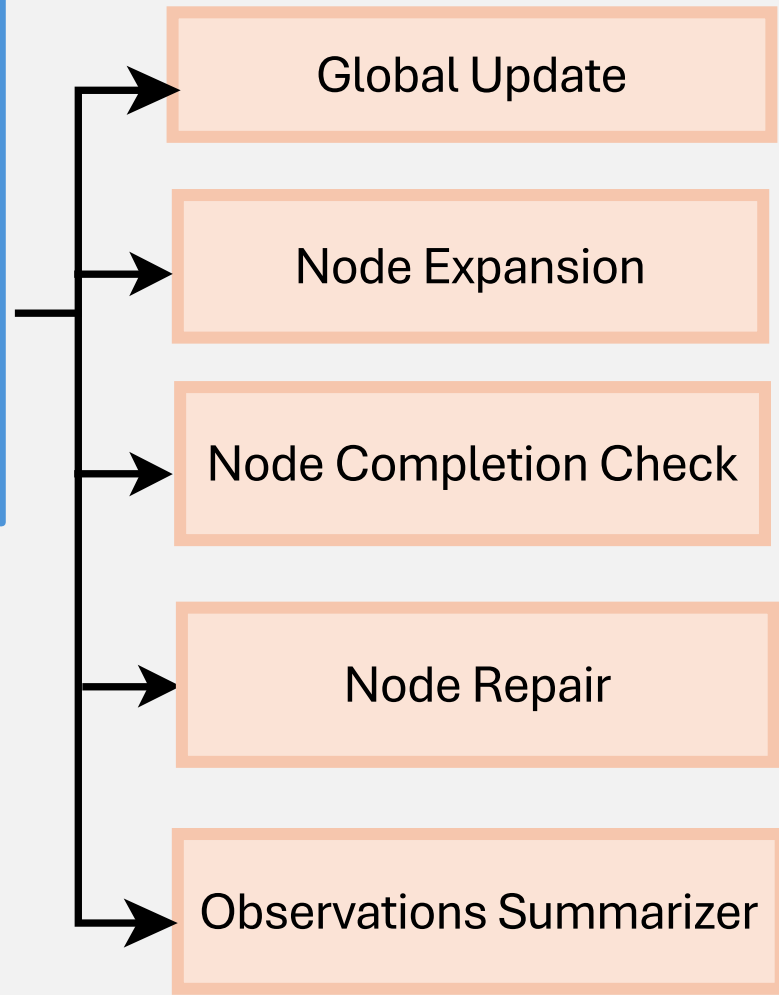 Global Update
Node Expansion
Node Completion Check
Node Repair
Observations Summarizer